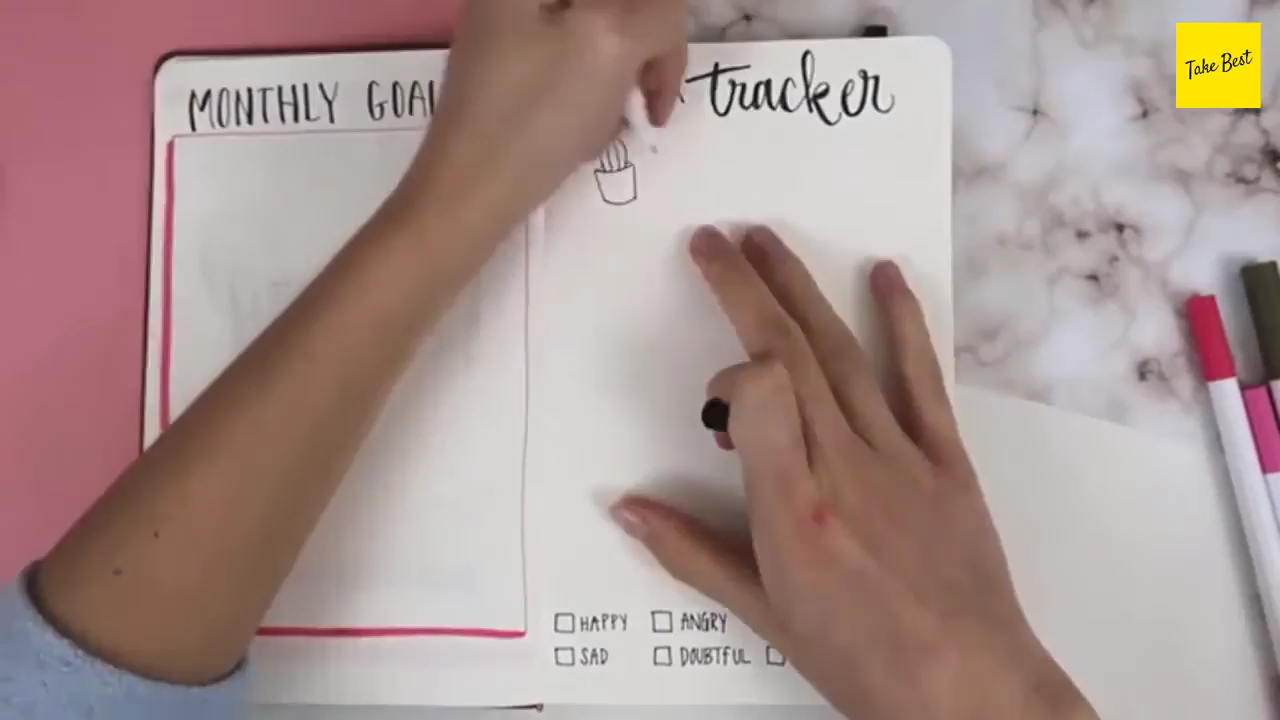 MONTHLY GOAL
tracker
HAPPY ANGRY
SAD DOUBTFUL
Take Best